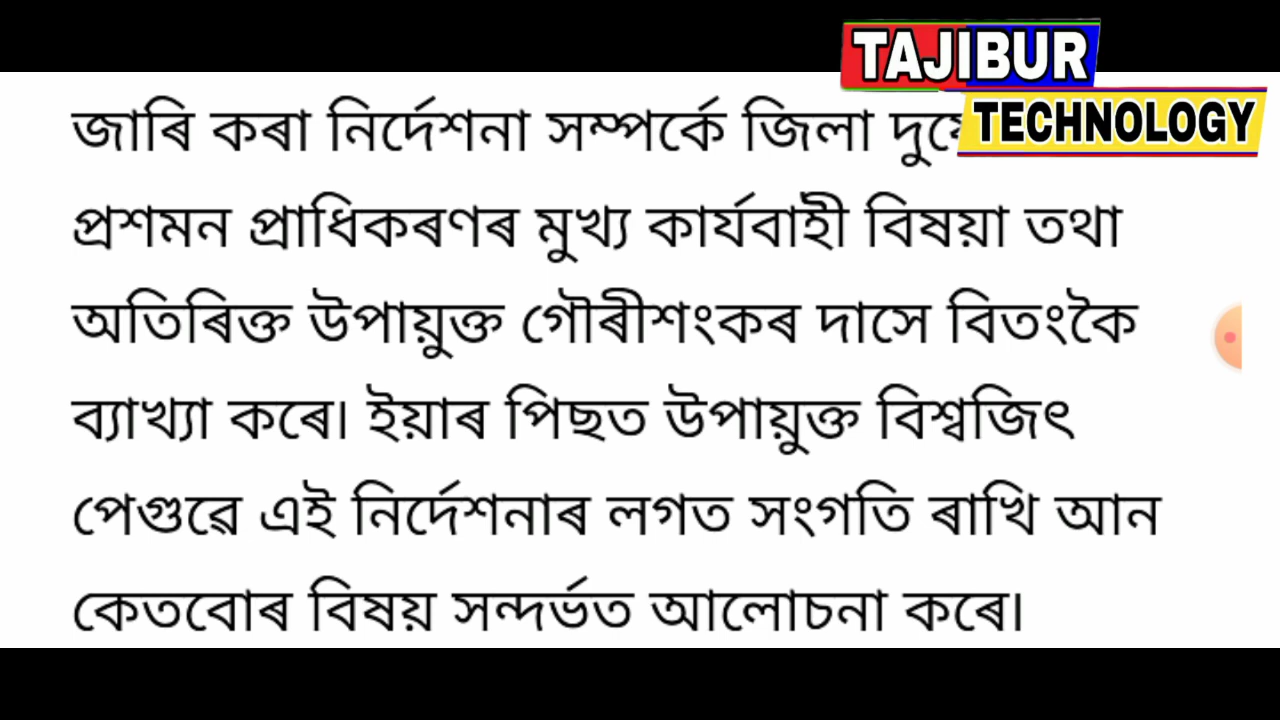 TAJIBUR
TECHNOLOGY
জাৰি কৰা নিৰ্দেশনা সম্পৰ্কে জিলা
প্ৰশমন প্ৰাধিকৰণৰ মুখ্য কাৰ্যবাহী বিষয়া তথা
অতিৰিক্ত উপায়ুক্ত গৌৰীশংকৰ দাসে বিতংকৈ
ব্যাখ্যা কৰে৷ ইয়াৰ পিছত উপায়ুক্ত বিশ্বজিৎ
পেগুৱে এই নিৰ্দেশনাৰ লগত সংগতি ৰাখি আন
কেতবোৰ বিষয় সন্দৰ্ভত আলোচনা কৰে৷